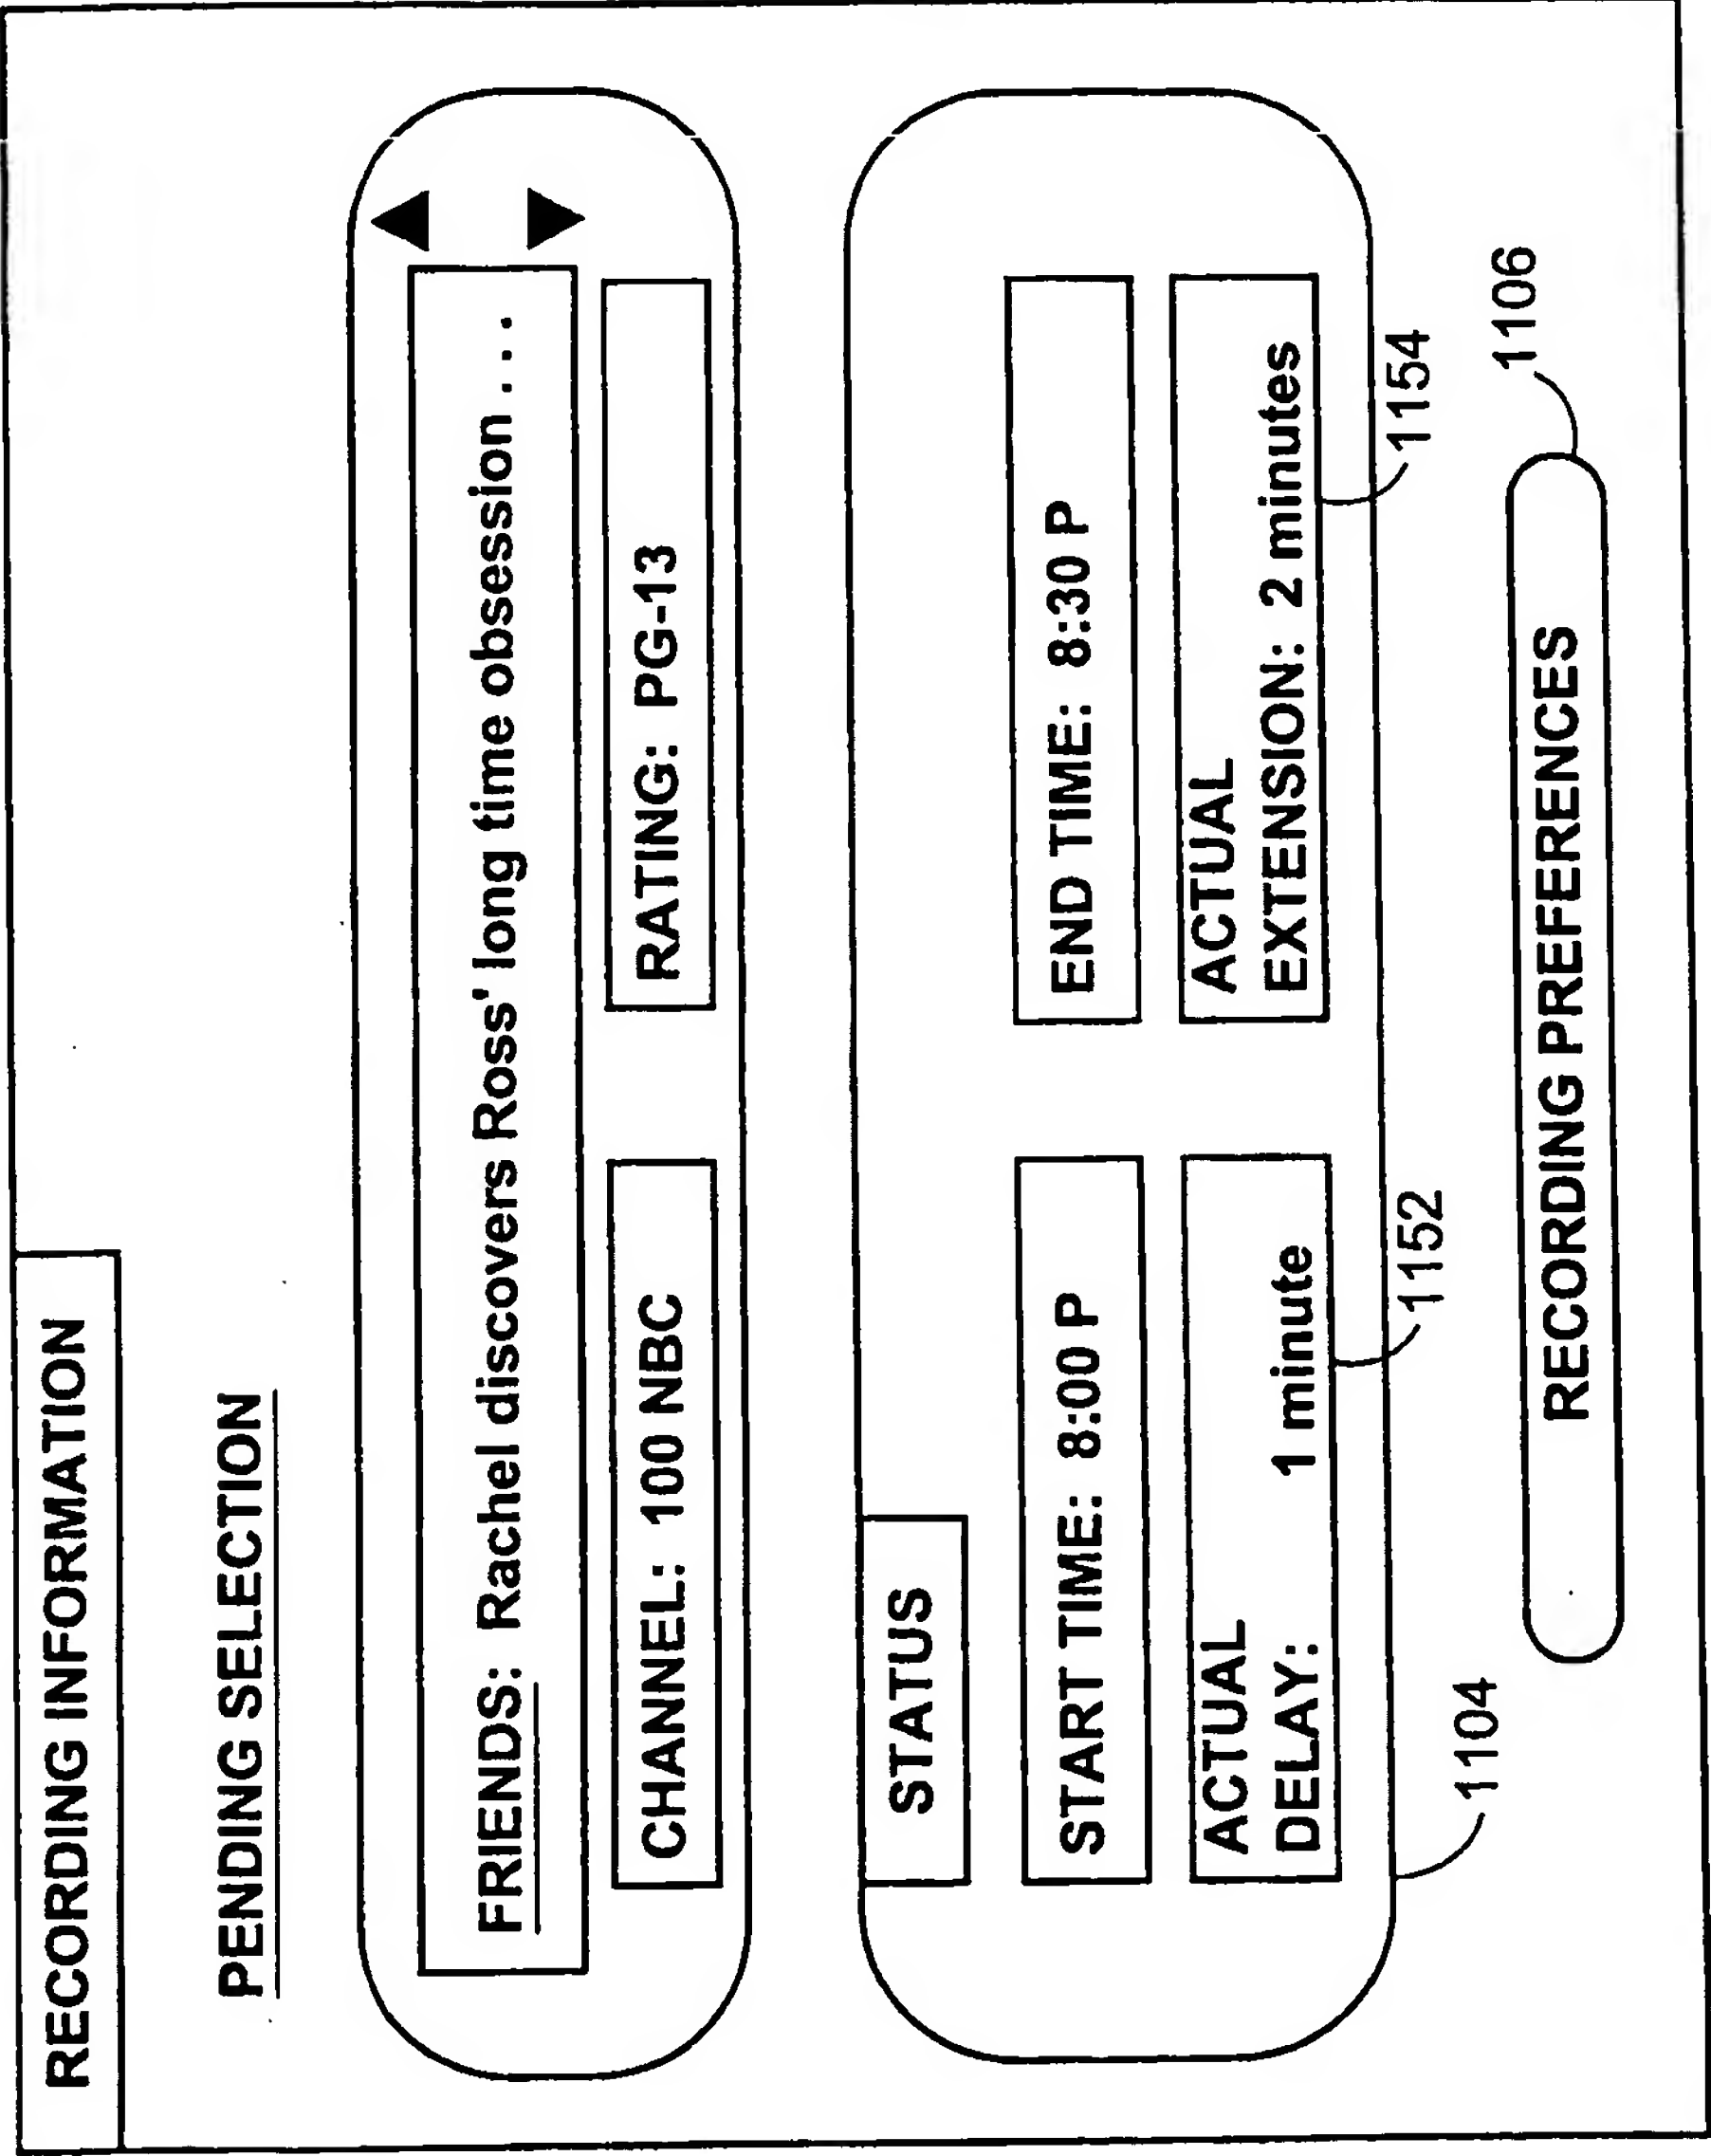 RECORDING INFORMATION
PENDING SELECTION
FRIENDS: Rachel discovers Ross' long time obsession . . .
CHANNEL: 100 NBC
RATING: PG-13
STATUS
START TIME: 8:00 P
END TIME: 8:30 P
ACTUAL
DELAY: 1 minute
ACTUAL
EXTENSION: 2 minutes
1152
1154
1104
RECORDING PREFERENCES
1106